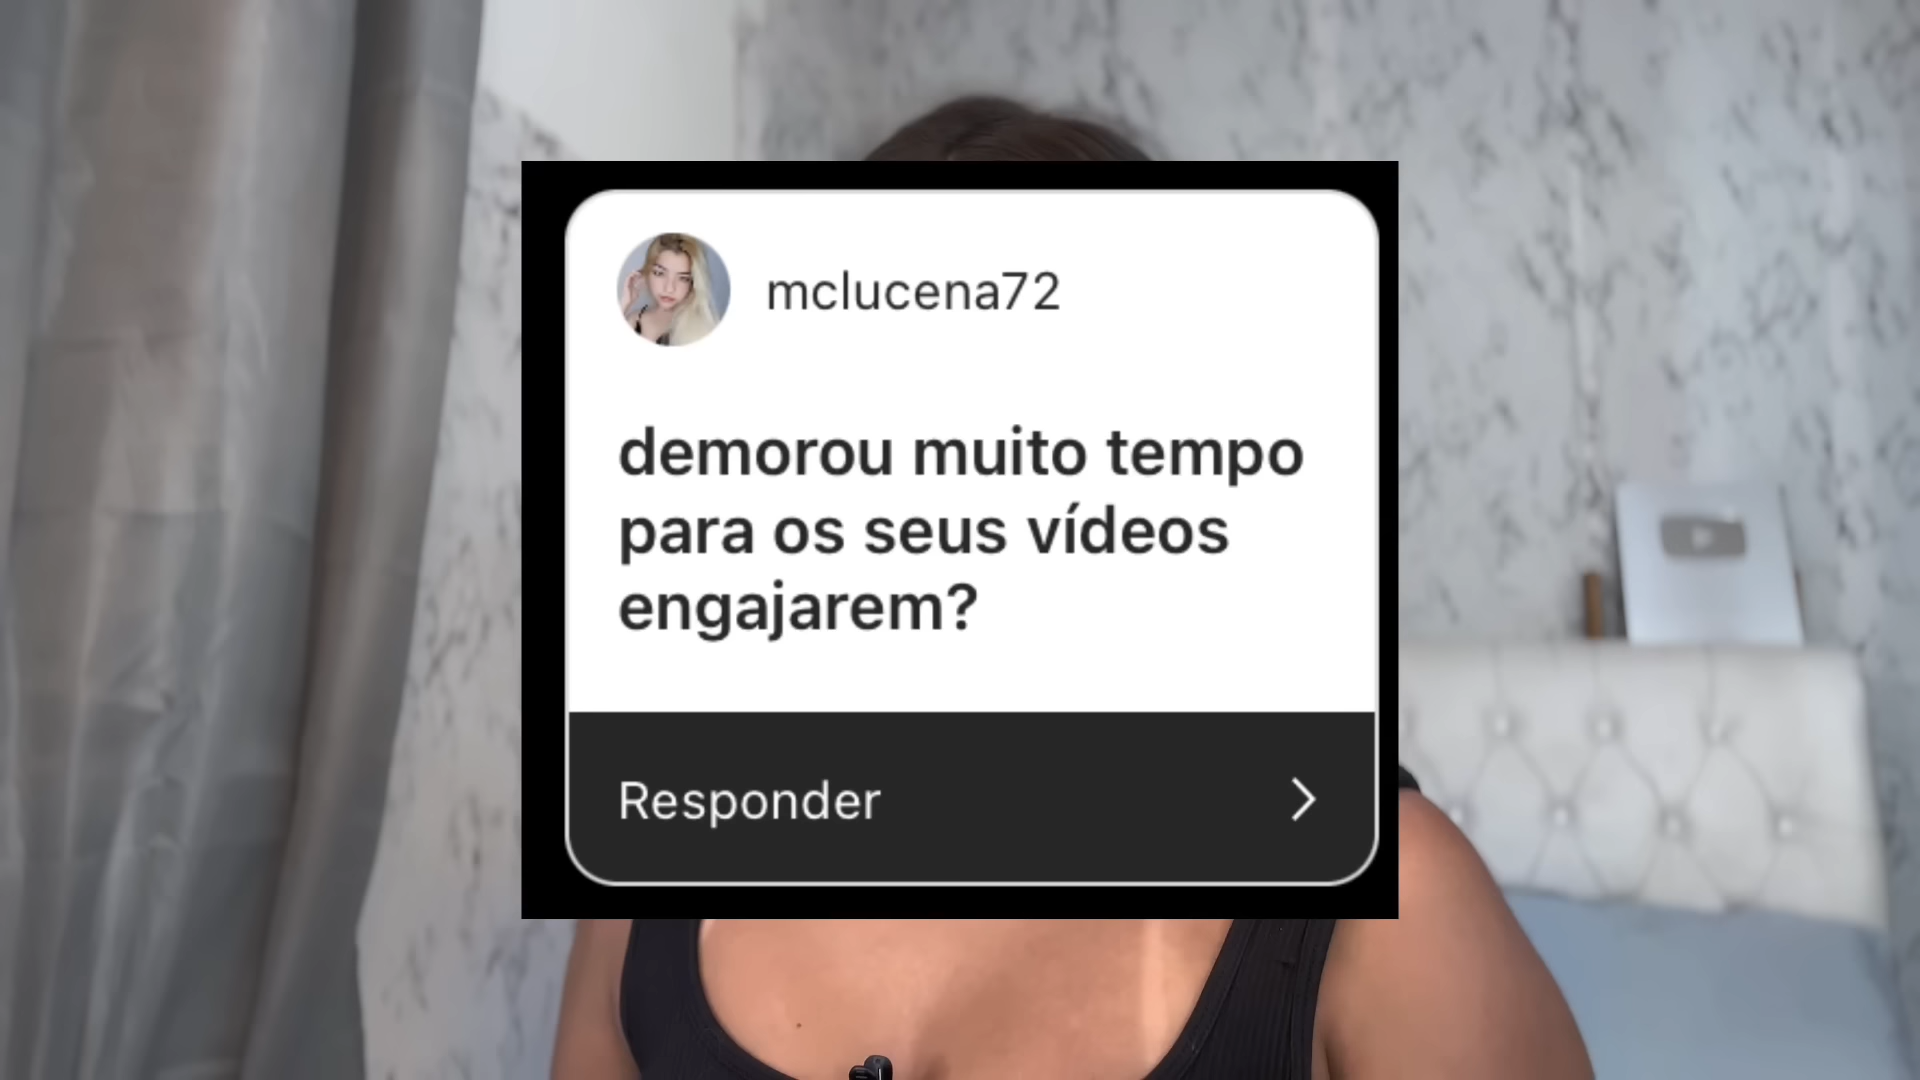 mclucena72
demorou muito tempo
para os seus vídeos
engajarem?
Responder